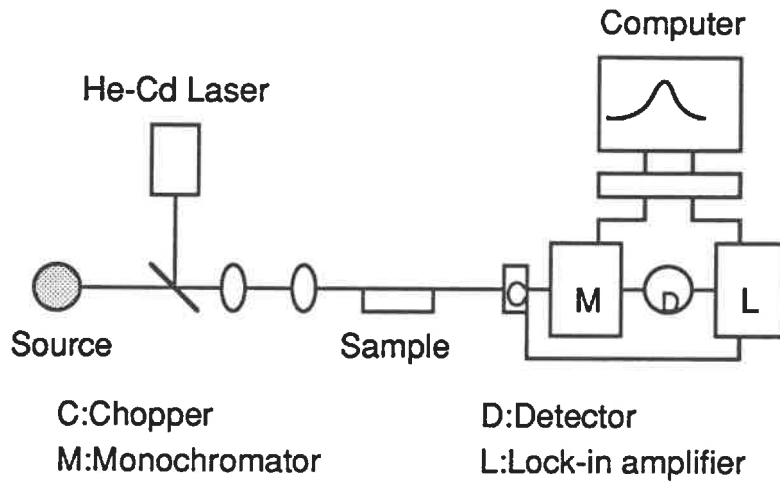 Computer
He-Cd Laser
M
D
L
Source
Sample
C:Chopper
D:Detector
M:Monochromator
L:Lock-in amplifier